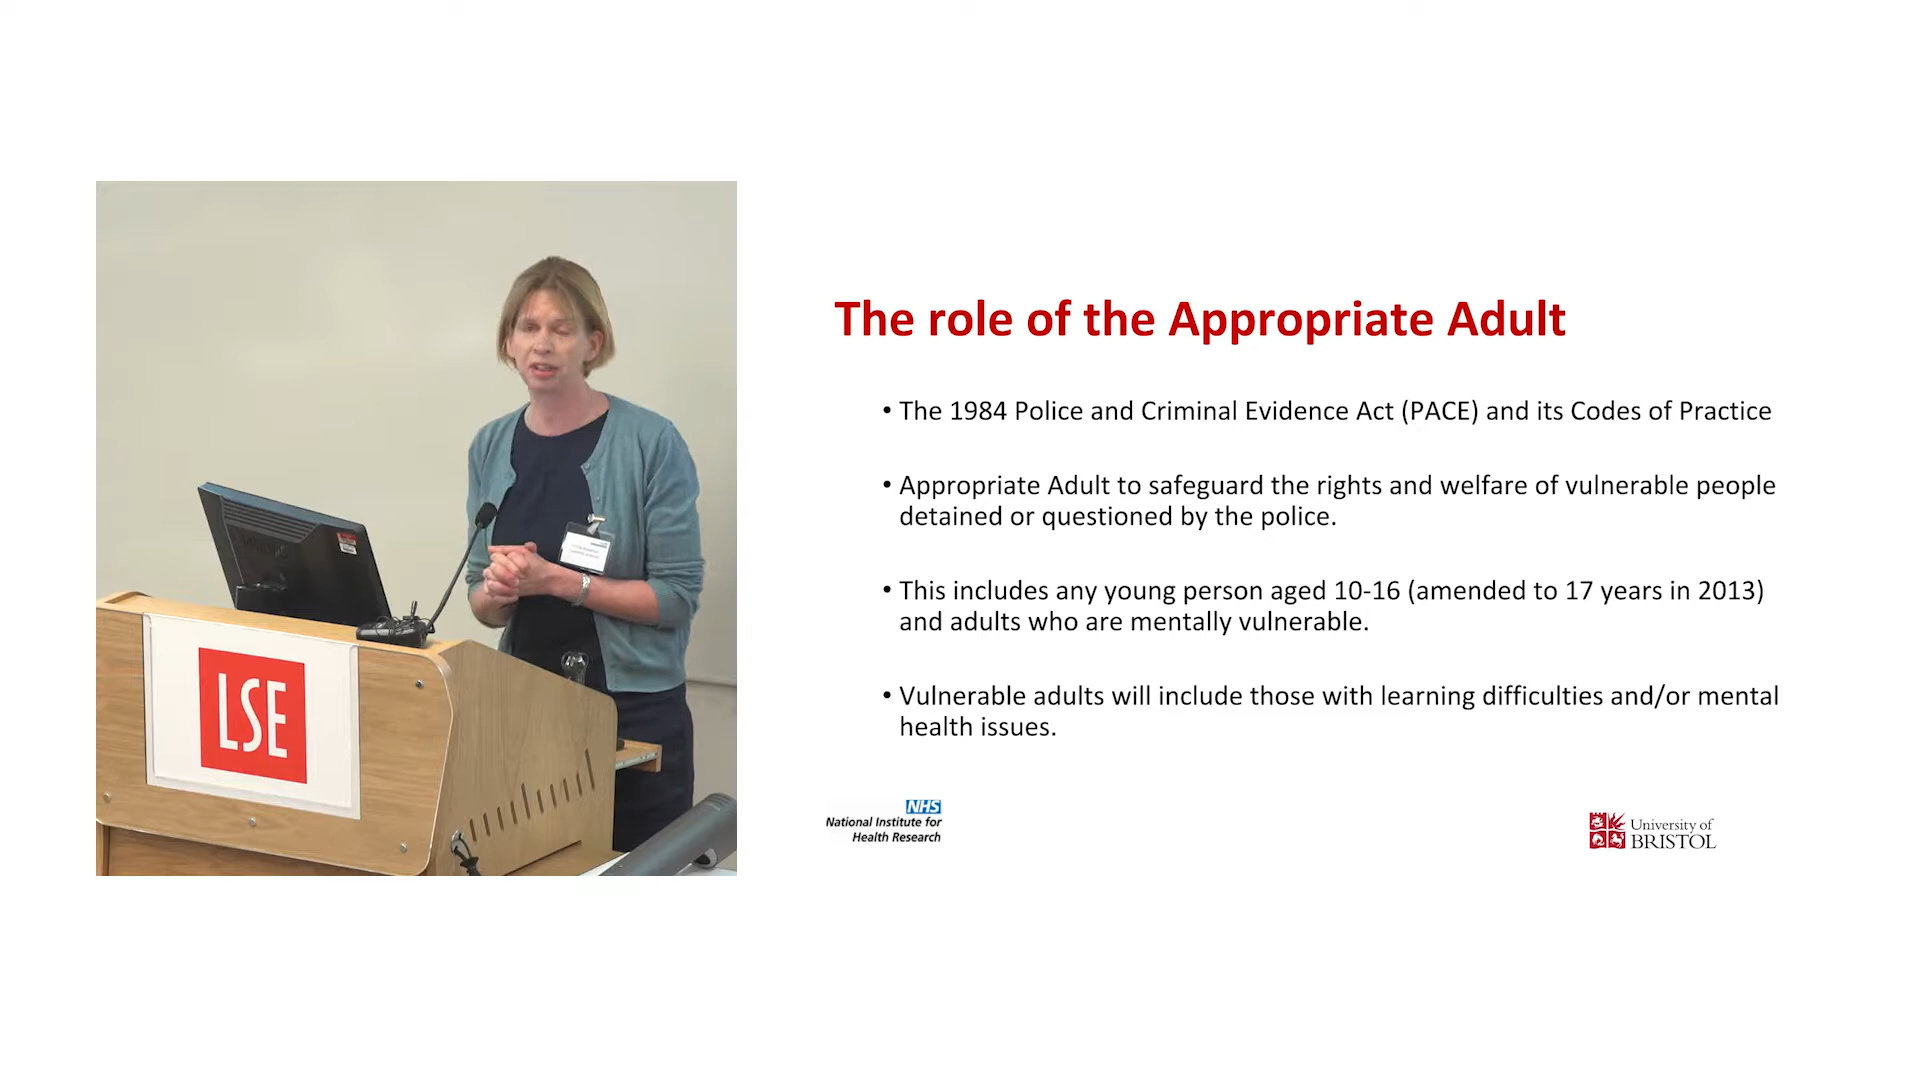 The role of the Appropriate Adult
• The 1984 Police and Criminal Evidence Act (PACE) and its Codes of Practice
• Appropriate Adult to safeguard the rights and welfare of vulnerable people
detained or questioned by the police.
• This includes any young person aged 10-16 (amended to 17 years in 2013)
and adults who are mentally vulnerable.
• Vulnerable adults will include those with learning difficulties and/or mental
health issues.
LSE
NHS
National Institute for
Health Research
University of
BRISTOL